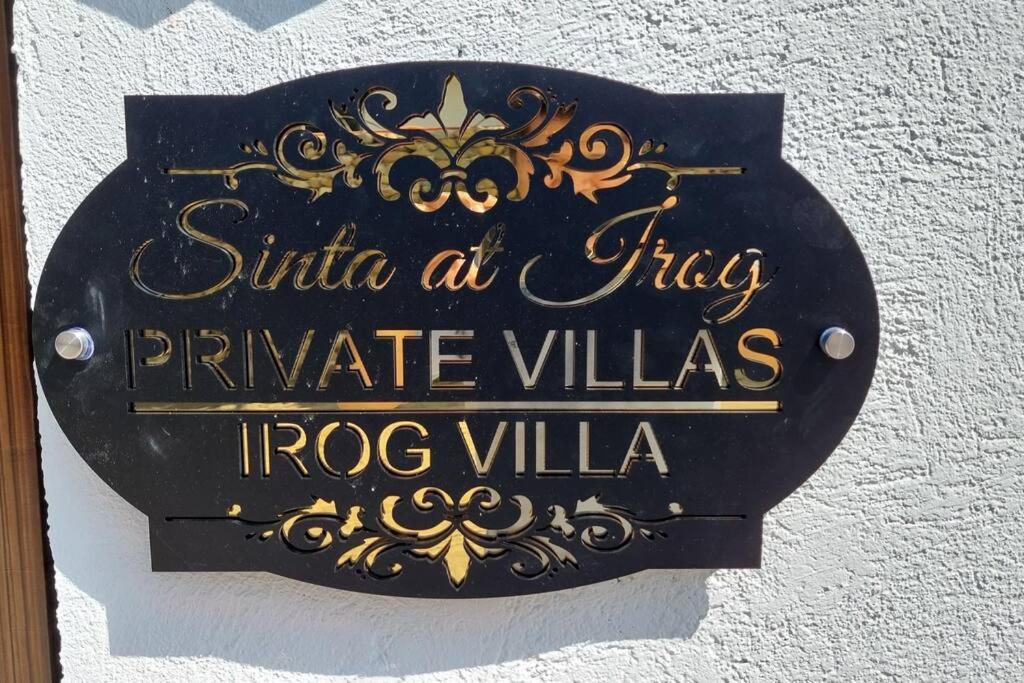 Sinta at Irog
PRIVATE VILLAS
IROG VILLA